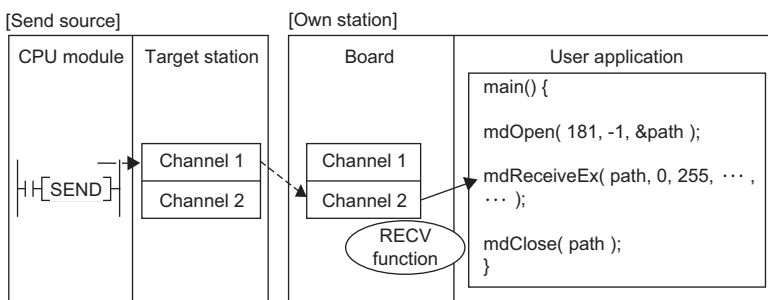 [Send source]
[Own station]
CPU module
Target station
Board
User application
main() {
mdOpen( 181, -1, &path );
SEND
Channel 1
Channel 2
Channel 1
Channel 2
mdReceiveEx( path, 0, 255, ··· ,
··· );
RECV
function
mdClose( path );
}